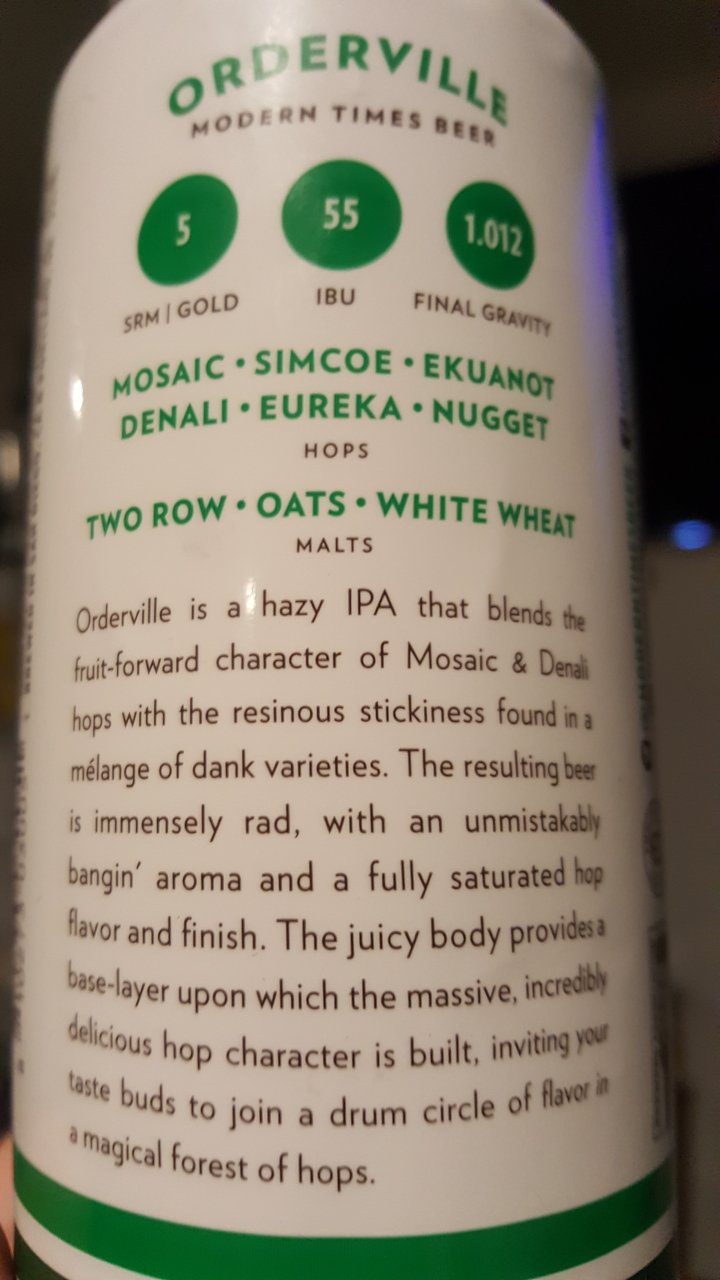 ORDERVILLE
MODERN TIMES BEER
5 55 1.012
SRM | GOLD IBU FINAL GRAVITY
MOSAIC • SIMCOE • EKUANOT
DENALI • EUREKA • NUGGET
HOPS
TWO ROW • OATS • WHITE WHEAT
MALTS
Orderville is a hazy IPA that blends the
fruit-forward character of Mosaic & Denali
hops with the resinous stickiness found in a
mélange of dank varieties. The resulting beer
is immensely rad, with an unmistakably
bangin’ aroma and a fully saturated hop
flavor and finish. The juicy body provides a
base-layer upon which the massive, incredibly
delicious hop character is built, inviting your
taste buds to join a drum circle of flavor in
a magical forest of hops.